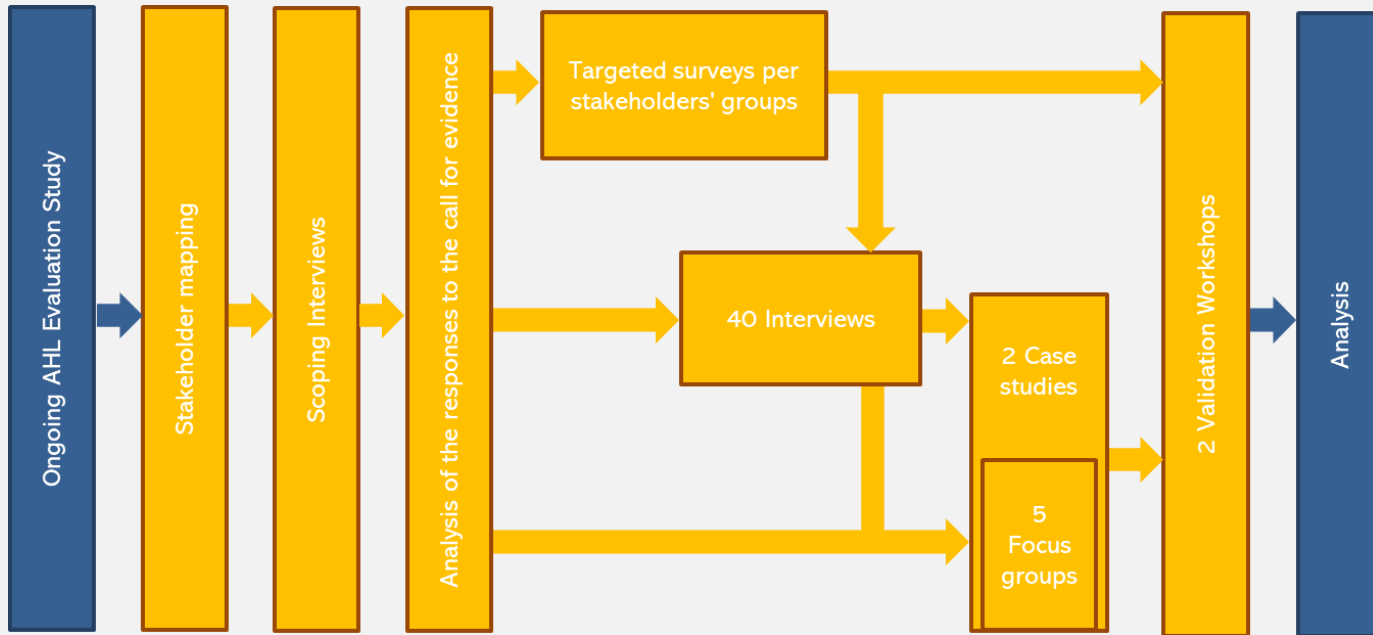 Ongoing AHL Evaluation Study
Stakeholder mapping
Scoping Interviews
Analysis of the responses to the call for evidence
Targeted surveys per
stakeholders' groups
40 Interviews
2 Case
studies
5
Focus
groups
2 Validation Workshops
Analysis